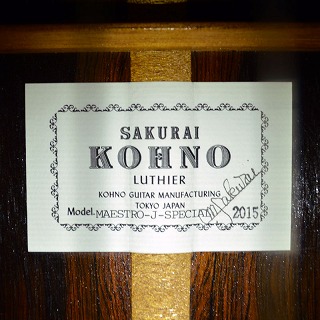 SAKURAI
KOHNO
LUTHIER
KOHNO GUITAR MANUFACTURING
TOKYO JAPAN
Model. MAESTRO-J-SPECIAL 2015